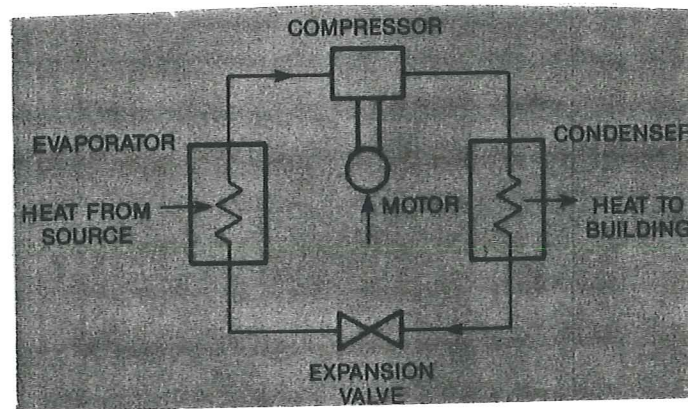 COMPRESSOR
EVAPORATOR
CONDENSER
HEAT FROM
SOURCE
MOTOR
HEAT TO
BUILDING
EXPANSION
VALVE